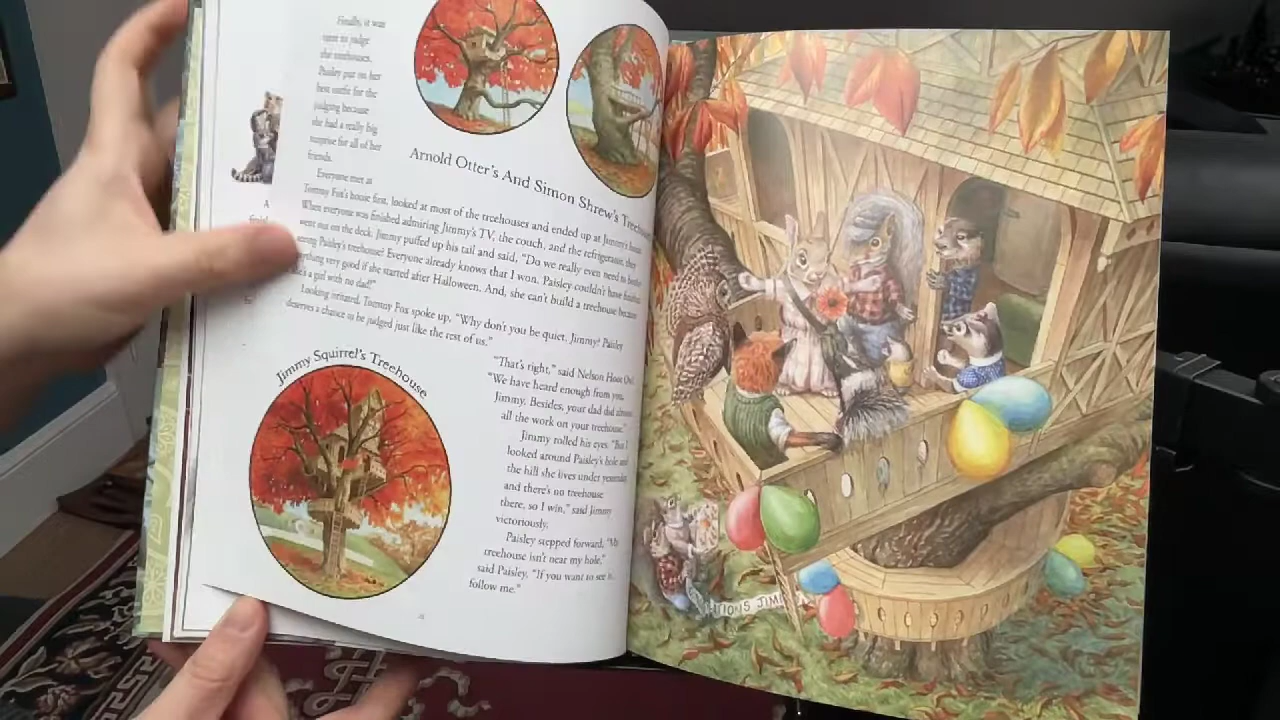 Finally, it was
time to judge
the treehouses.
Paisley put on her
best outfit for the
judging because
she had a really big
surprise for all of her
friends.
Arnold Otter's And Simon Shrew's Treehouse
Everyone met at
Tommy Fox's house first, looked at most of the treehouses and ended up at Jimmy's house.
When everyone was finished admiring Jimmy's TV, the couch, and the refrigerator, they
went out on the deck. Jimmy puffed up his tail and said, "Do we really even need to bother
seeing Paisley's treehouse? Everyone already knows that I won. Paisley couldn't have finished
anything very good if she started after Halloween. And, she can't build a treehouse because
she's a girl with no dad!"
Looking irritated, Tommy Fox spoke up, "Why don't you be quiet, Jimmy? Paisley
deserves a chance to be judged just like the rest of us."
Jimmy Squirrel's Treehouse
"That's right," said Nelson Hoot Owl.
"We have heard enough from you,
Jimmy. Besides, your dad did almost
all the work on your treehouse."
Jimmy rolled his eyes. "But I
looked around Paisley's hole and
the hill she lives under yesterday
and there's no treehouse
there, so I win," said Jimmy
victoriously.
Paisley stepped forward. "My
treehouse isn't near my hole,"
said Paisley, "If you want to see it,
follow me."
TIONS JIM